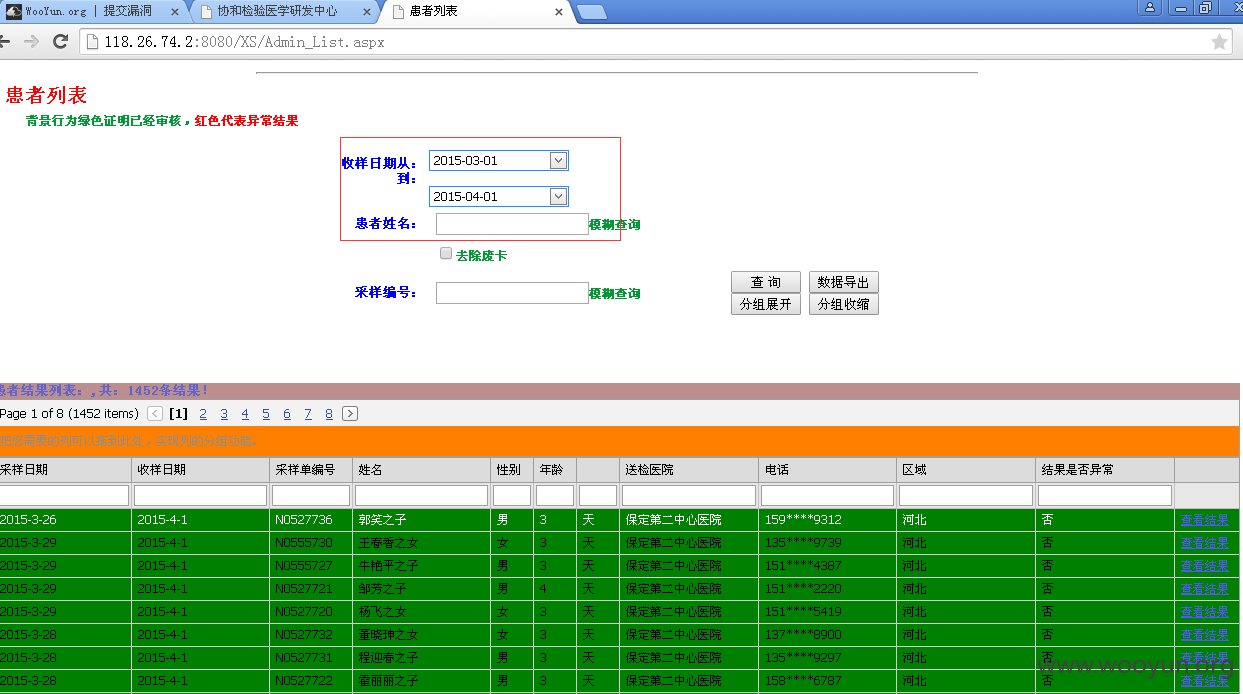 WooYun.org | 提交漏洞
协和检验医学研发中心
患者列表
118.26.74.2:8080/XS/Admin_List.aspx
患者列表
背景行为绿色证明已经审核，红色代表异常结果
收样日期从：
到：
2015-03-01
2015-04-01
患者姓名：
模糊查询
去除废卡
采样编号：
模糊查询
查 询
数据导出
分组展开
分组收缩
患者结果列表：,共：1452条结果！
Page 1 of 8 (1452 items) [1] 2 3 4 5 6 7 8
采样日期 收样日期 采样单编号 姓名 性别 年龄 送检医院 电话 区域 结果是否异常
2015-3-26 2015-4-1 N0527736 郭笑之子 男 3 天 保定第二中心医院 159****9312 河北 否 查看结果
2015-3-29 2015-4-1 N0555730 王春香之女 女 3 天 保定第二中心医院 135****9739 河北 否 查看结果
2015-3-29 2015-4-1 N0555727 牛艳平之子 男 3 天 保定第二中心医院 151****4387 河北 否 查看结果
2015-3-29 2015-4-1 N0527721 邹芳之子 男 4 天 保定第二中心医院 151****2220 河北 否 查看结果
2015-3-29 2015-4-1 N0527720 杨飞之女 女 3 天 保定第二中心医院 151****5419 河北 否 查看结果
2015-3-28 2015-4-1 N0527732 董晓珅之女 女 3 天 保定第二中心医院 137****8900 河北 否 查看结果
2015-3-28 2015-4-1 N0527731 程迎春之子 男 3 天 保定第二中心医院 135****9297 河北 否 查看结果
2015-3-28 2015-4-1 N0527722 霍丽丽之子 男 3 天 保定第二中心医院 158****6787 河北 否 查看结果
www.wooyun.org